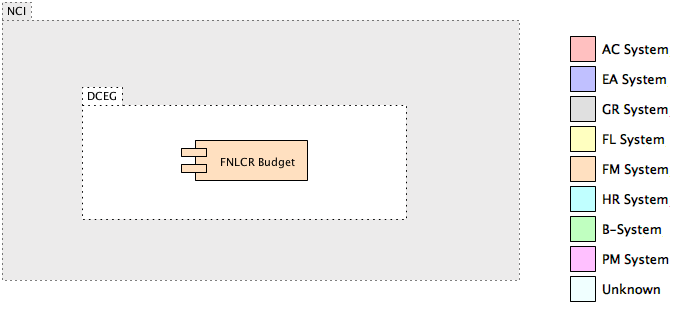 NCI
DCEG
FNLCR Budget
AC System
EA System
GR System
FL System
FM System
HR System
B-System
PM System
Unknown